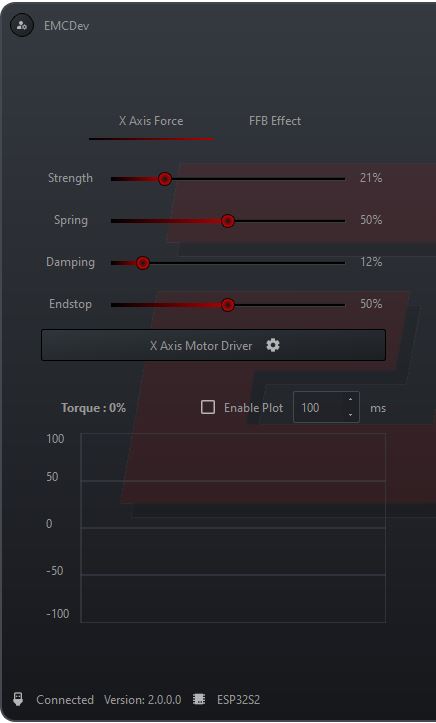 EMCDev
X Axis Force FFB Effect
Strength 21%
Spring 50%
Damping 12%
Endstop 50%
X Axis Motor Driver
Torque : 0% Enable Plot 100 ms
100
50
0
-50
-100
Connected Version: 2.0.0.0 ESP32S2